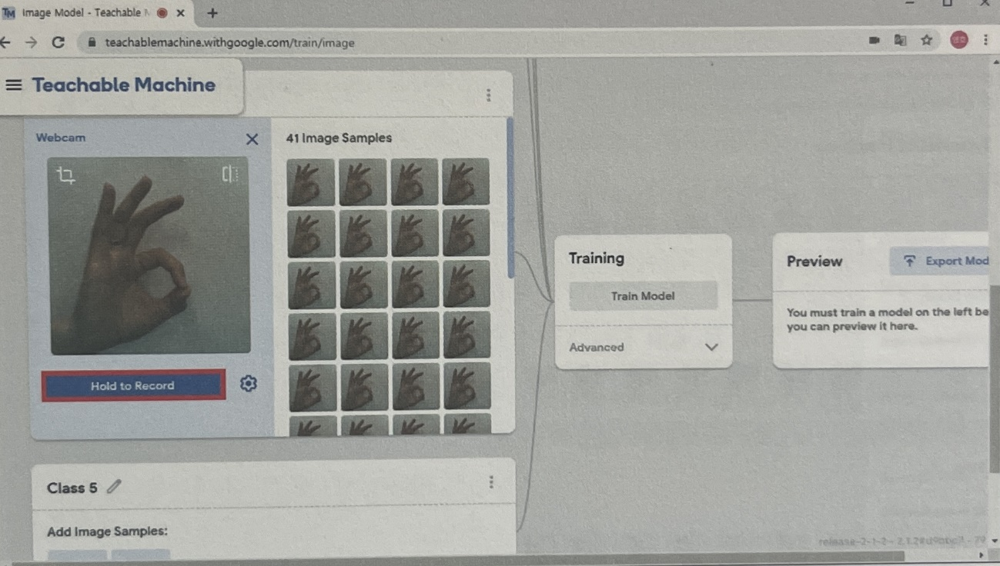 Image Model - Teachable
teachablemachine.withgoogle.com/train/image
Teachable Machine
Webcam
41 Image Samples
Hold to Record
Training
Train Model
Advanced
Preview
Export Mod
You must train a model on the left be
you can preview it here.
Class 5
Add Image Samples: